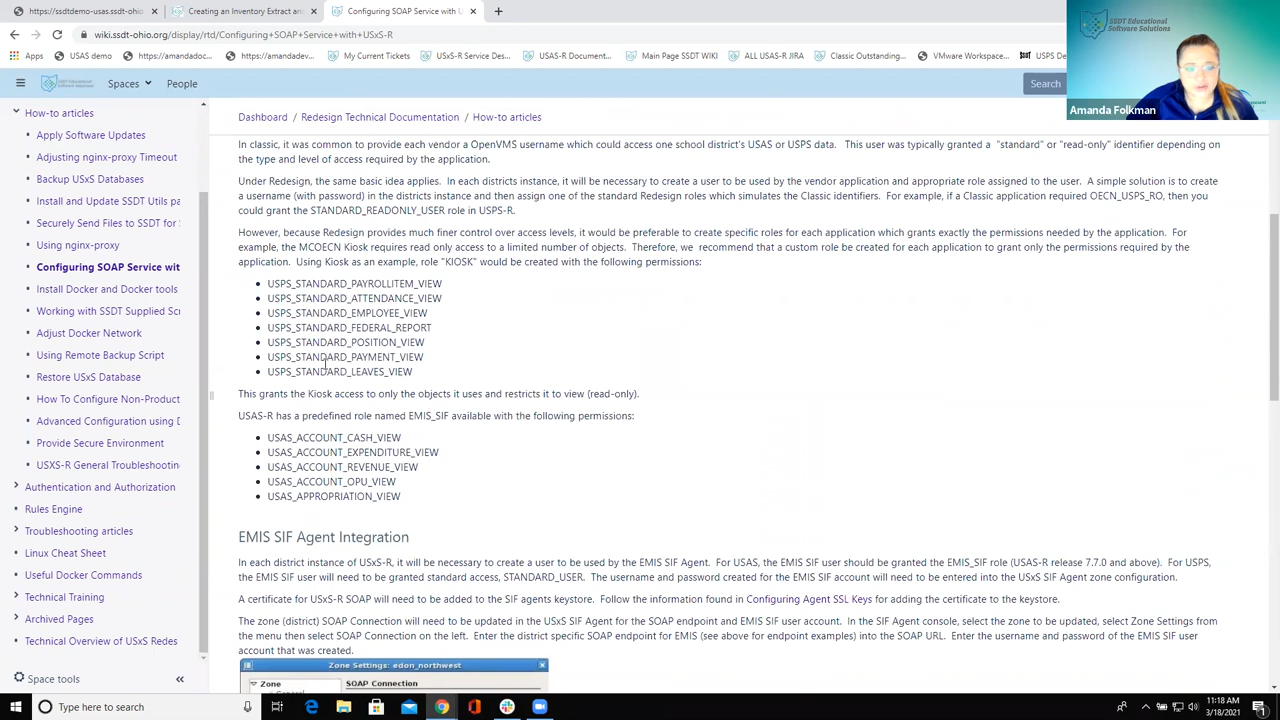 https://ssdtdemo-usas.ssdt-ohio
Creating an Inventory Extract and
Configuring SOAP Service with U
wiki.ssdt-ohio.org/display/rtd/Configuring+SOAP+Service+with+USxS-R
Apps
USAS demo
https://amandadoc...
https://amandadev...
My Current Tickets
USxS-R Service Des...
USAS-R Document...
Main Page SSDT WIKI
ALL USAS-R JIRA
Classic Outstanding...
VMware Workspace...
USPS De
SSDT Educational
Software Solutions
Amanda Folkman
Spaces
People
Search
How-to articles
Apply Software Updates
Adjusting nginx-proxy Timeout
Backup USxS Databases
Install and Update SSDT Utils pa
Securely Send Files to SSDT for
Using nginx-proxy
Configuring SOAP Service wit
Install Docker and Docker tools
Working with SSDT Supplied Scr
Adjust Docker Network
Using Remote Backup Script
Restore USxS Database
How To Configure Non-Product
Advanced Configuration using D
Provide Secure Environment
USXS-R General Troubleshootin
Authentication and Authorization
Rules Engine
Troubleshooting articles
Linux Cheat Sheet
Useful Docker Commands
Technical Training
Archived Pages
Technical Overview of USxS Redes
Space tools
Dashboard / Redesign Technical Documentation / How-to articles
In classic, it was common to provide each vendor a OpenVMS username which could access one school district's USAS or USPS data. This user was typically granted a "standard" or "read-only" identifier depending on
the type and level of access required by the application.
Under Redesign, the same basic idea applies. In each districts instance, it will be necessary to create a user to be used by the vendor application and appropriate role assigned to the user. A simple solution is to create
a username (with password) in the districts instance and then assign one of the standard Redesign roles which simulates the Classic identifiers. For example, if a Classic application required OECN_USPS_RO, then you
could grant the STANDARD_READONLY_USER role in USPS-R.
However, because Redesign provides much finer control over access levels, it would be preferable to create specific roles for each application which grants exactly the permissions needed by the application. For
example, the MCOECN Kiosk requires read only access to a limited number of objects. Therefore, we recommend that a custom role be created for each application to grant only the permissions required by the
application. Using Kiosk as an example, role "KIOSK" would be created with the following permissions:
USPS_STANDARD_PAYROLLITEM_VIEW
USPS_STANDARD_ATTENDANCE_VIEW
USPS_STANDARD_EMPLOYEE_VIEW
USPS_STANDARD_FEDERAL_REPORT
USPS_STANDARD_POSITION_VIEW
USPS_STANDARD_PAYMENT_VIEW
USPS_STANDARD_LEAVES_VIEW
This grants the Kiosk access to only the objects it uses and restricts it to view (read-only).
USAS-R has a predefined role named EMIS_SIF available with the following permissions:
USAS_ACCOUNT_CASH_VIEW
USAS_ACCOUNT_EXPENDITURE_VIEW
USAS_ACCOUNT_REVENUE_VIEW
USAS_ACCOUNT_OPU_VIEW
USAS_APPROPRIATION_VIEW
EMIS SIF Agent Integration
In each district instance of USxS-R, it will be necessary to create a user to be used by the EMIS SIF Agent. For USAS, the EMIS SIF user should be granted the EMIS_SIF role (USAS-R release 7.7.0 and above). For USPS,
the EMIS SIF user will need to be granted standard access, STANDARD_USER. The username and password created for the EMIS SIF account will need to be entered into the USxS SIF Agent zone configuration.
A certificate for USxS-R SOAP will need to be added to the SIF agents keystore. Follow the information found in Configuring Agent SSL Keys for adding the certificate to the keystore.
The zone (district) SOAP Connection will need to be updated in the USxS SIF Agent for the SOAP endpoint and EMIS SIF user account. In the SIF Agent console, select the zone to be updated, select Zone Settings from
the menu then select SOAP Connection on the left. Enter the district specific SOAP endpoint for EMIS (see above for endpoint examples) into the SOAP URL. Enter the username and password of the EMIS SIF user
account that was created.
Zone Settings: edon_northwest
Zone
SOAP Connection
Type here to search
11:18 AM
3/18/2021